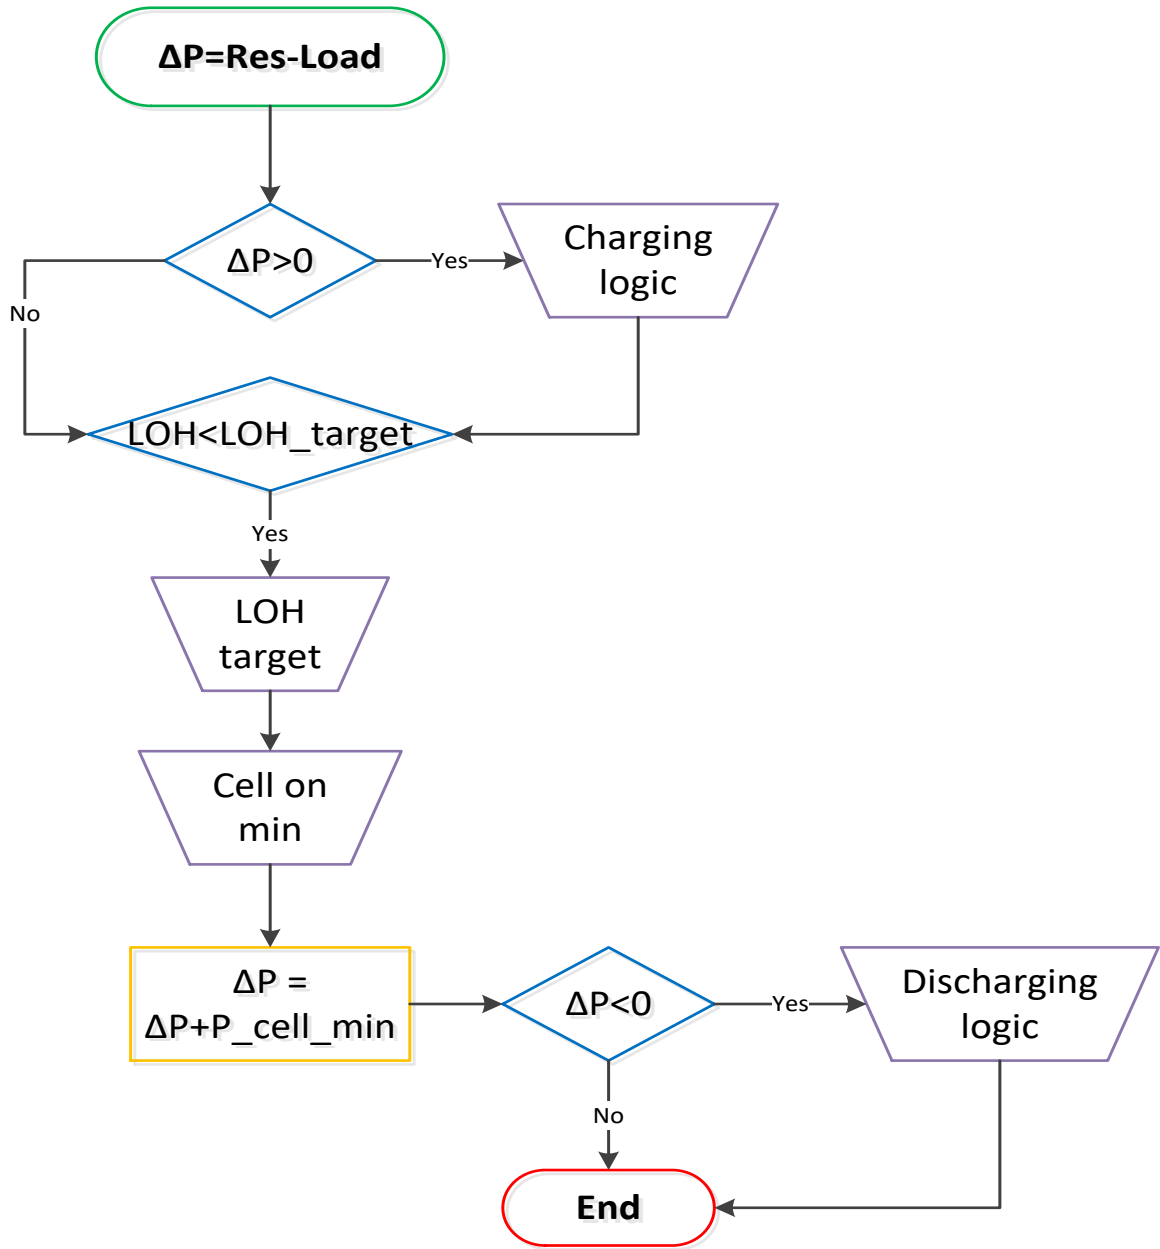 ΔP=Res-Load
ΔP>0
Yes
Charging
logic
No
LOH<LOH_target
Yes
LOH
target
Cell on
min
ΔP =
ΔP+P_cell_min
ΔP<0
Yes
Discharging
logic
No
End